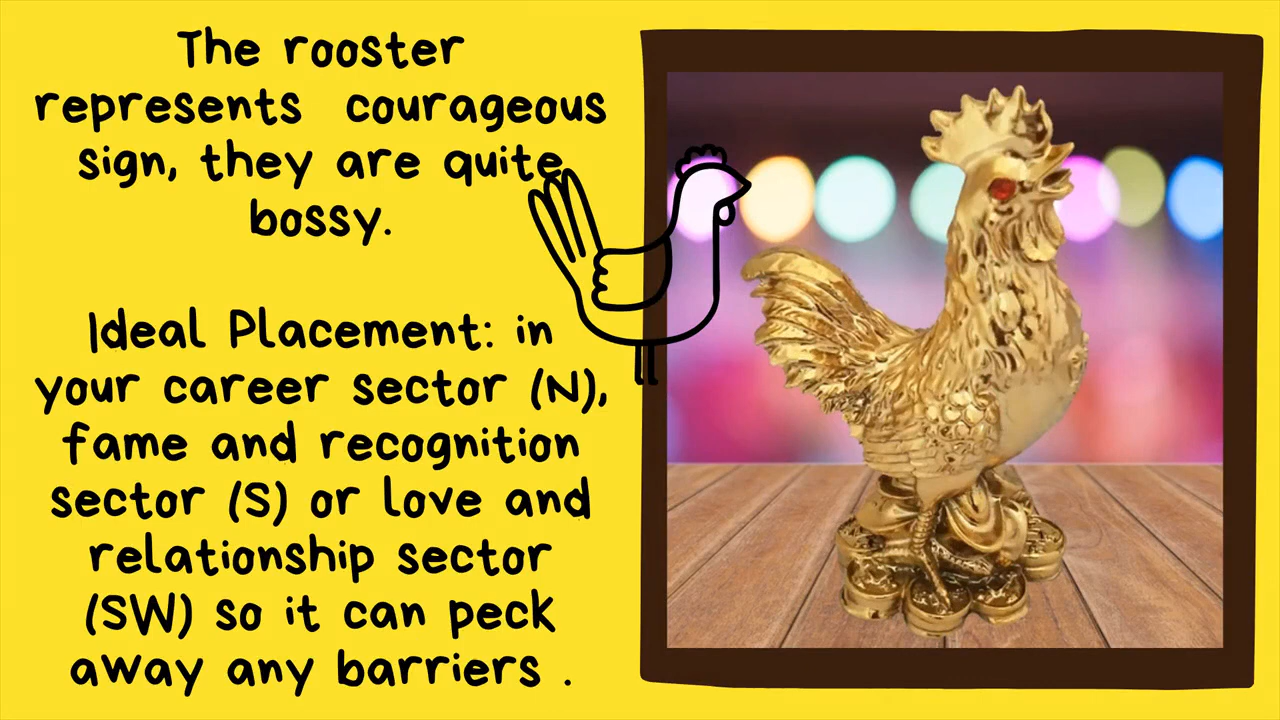 The rooster
represents courageous
sign, they are quite
bossy.
Ideal Placement: in
your career sector (N),
fame and recognition
sector (S) or love and
relationship sector
(SW) so it can peck
away any barriers .